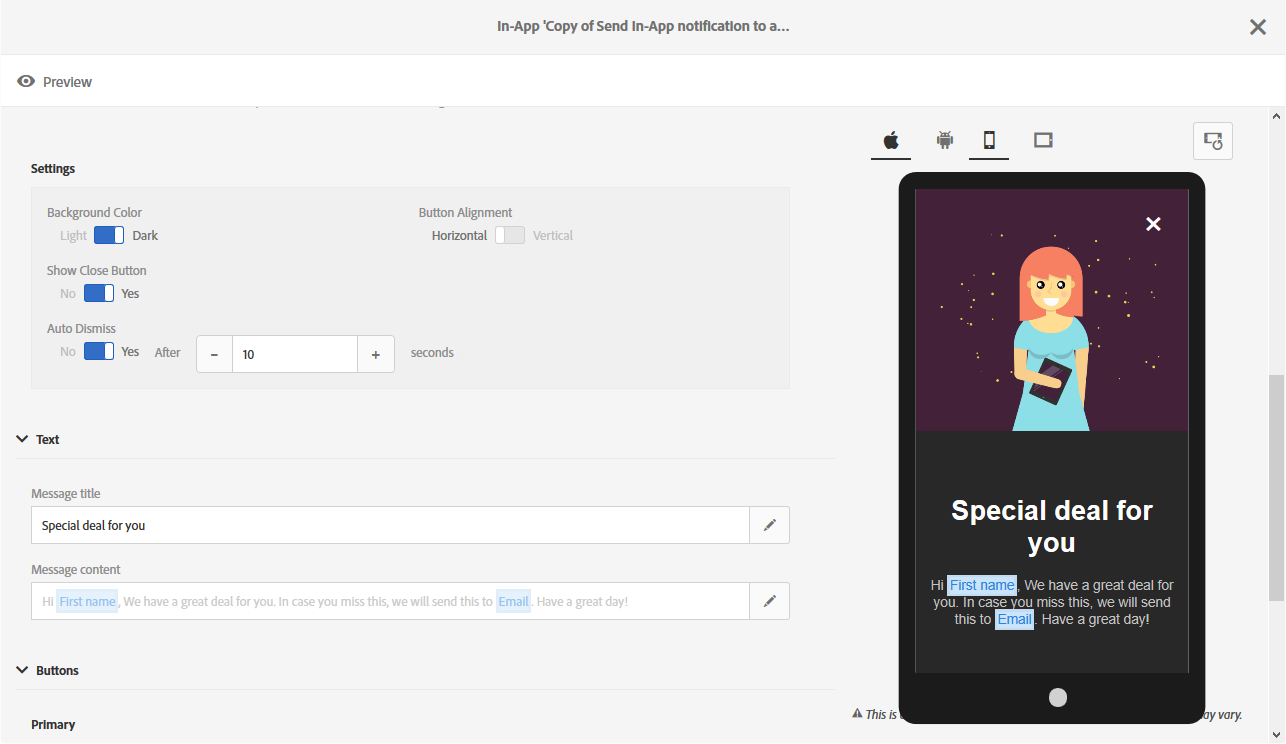 In-App 'Copy of Send In-App notification to a...
Preview
Settings
Background Color
Button Alignment
Light Dark
Horizontal Vertical
Show Close Button
No Yes
Auto Dismiss
No Yes After - 10 + seconds
Text
Message title
Special deal for you
Message content
Hi First name, We have a great deal for you. In case you miss this, we will send this to Email. Have a great day!
Buttons
Primary
Special deal for
you
Hi First name, We have a great deal for
you. In case you miss this, we will send
this to Email. Have a great day!
This is
ay vary.